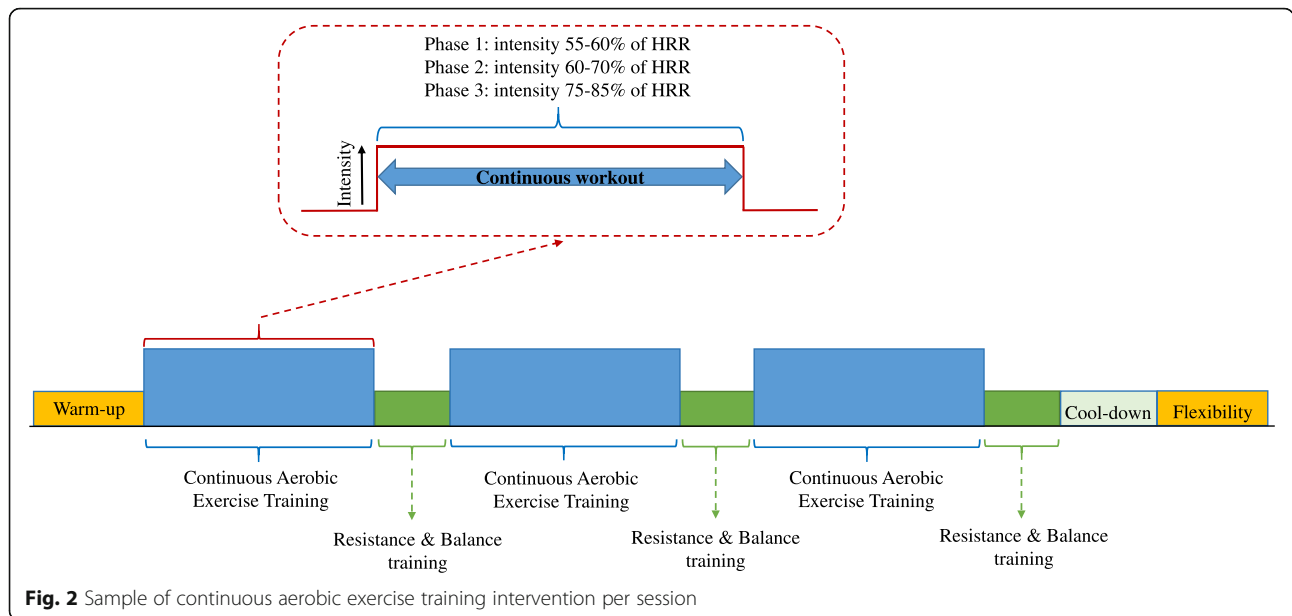 Phase 1: intensity 55-60% of HRR
Phase 2: intensity 60-70% of HRR
Phase 3: intensity 75-85% of HRR
Intensity
Continuous workout
Warm-up
Cool-down
Flexibility
Continuous Aerobic
Exercise Training
Continuous Aerobic
Exercise Training
Continuous Aerobic
Exercise Training
Resistance & Balance
training
Resistance & Balance
training
Resistance & Balance
training
Fig. 2 Sample of continuous aerobic exercise training intervention per session